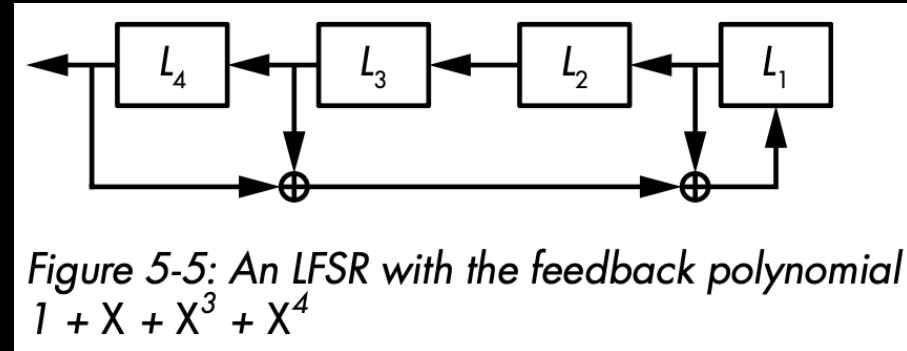 L₄ L₃ L₂ L₁
Figure 5-5: An LFSR with the feedback polynomial
1 + X + X³ + X⁴